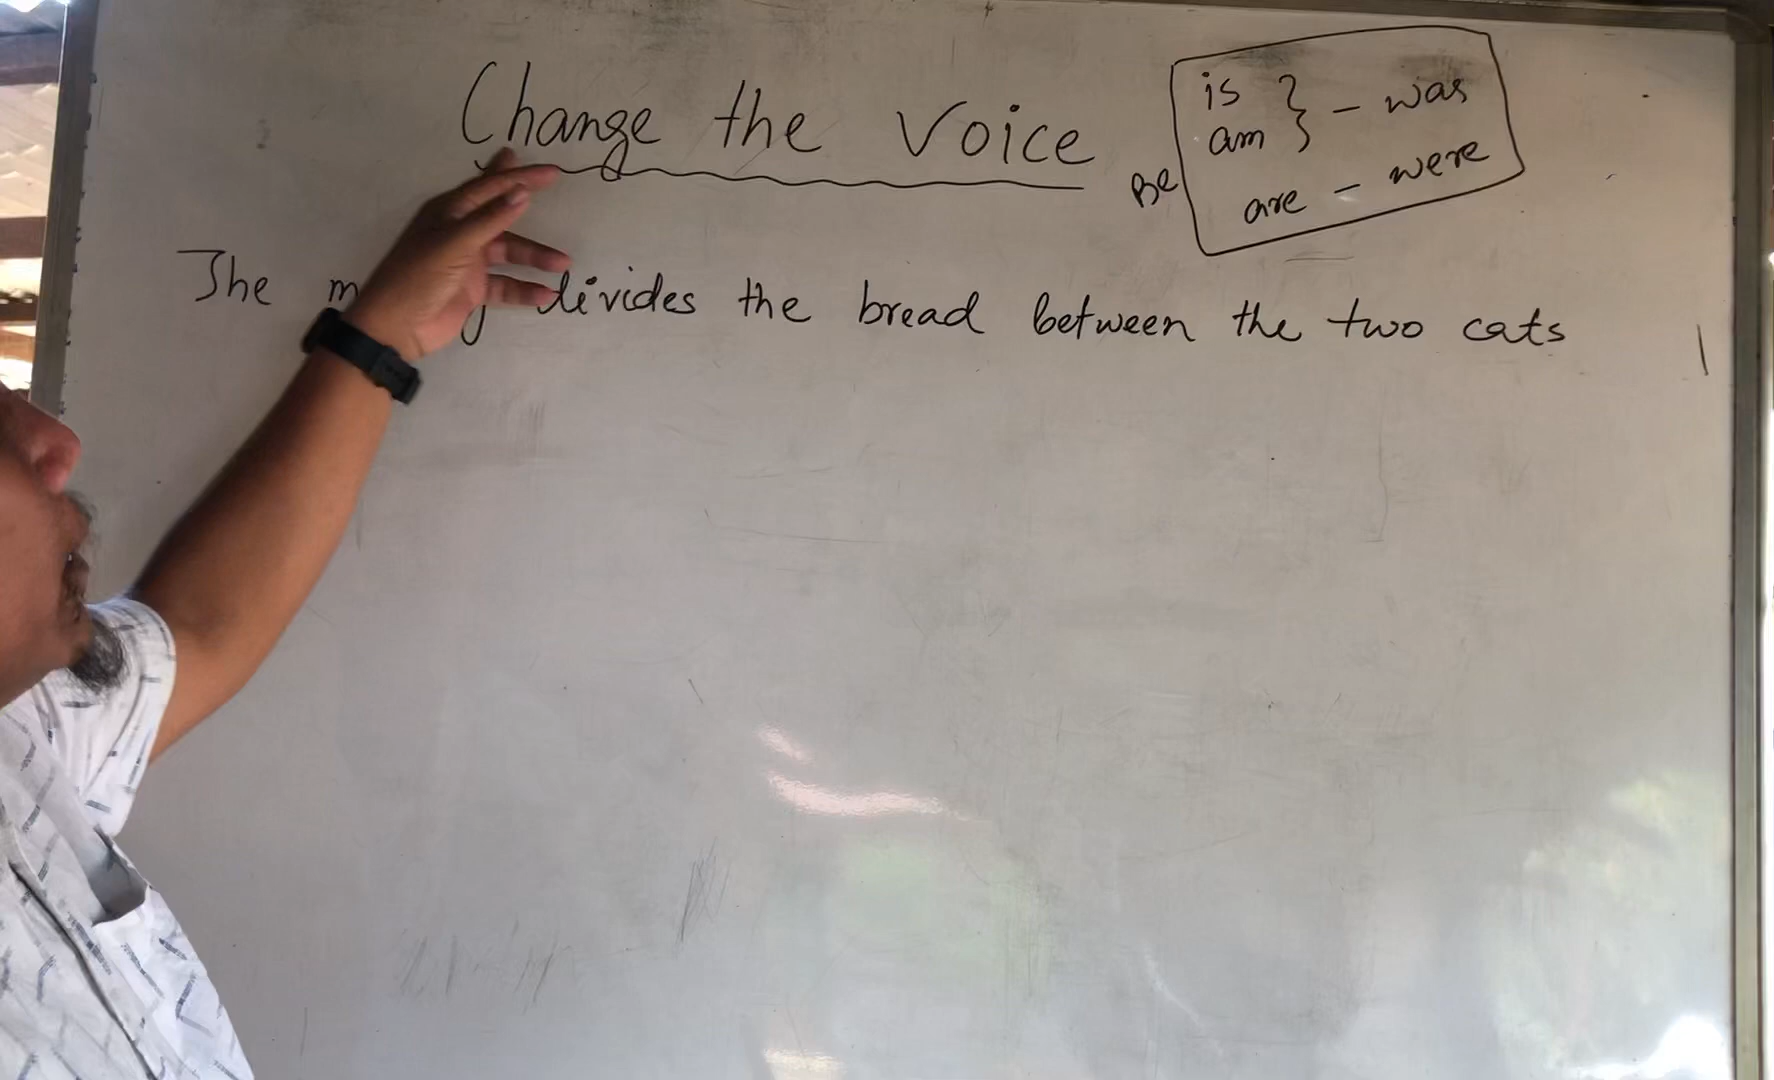 Change the Voice
is } - was
am
Be
are - were
The divides the bread between the two cats